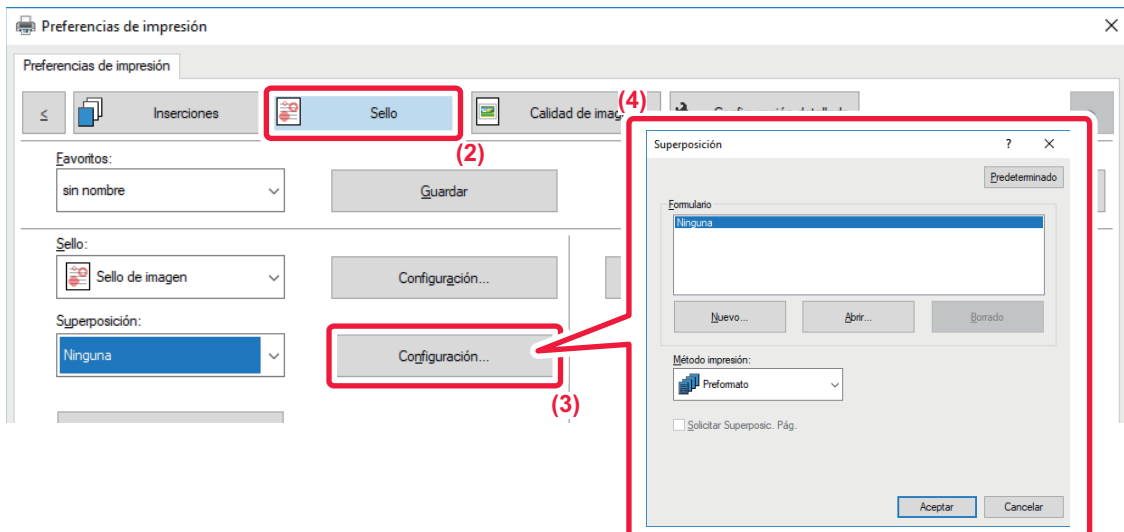 Preferencias de impresión
Preferencias de impresión
<
Inserciones
Sello
Calidad de imag
(4)
(2)
Favoritos:
sin nombre
Guardar
Sello:
Sello de imagen
Configuración...
Superposición:
Ninguna
Configuración...
(3)
Superposición
?
Predeterminado
Formulario
Ninguna
Nuevo...
Abrir...
Borrado
Método impresión:
Preformato
Solicitar Superposic. Pág.
Aceptar
Cancelar